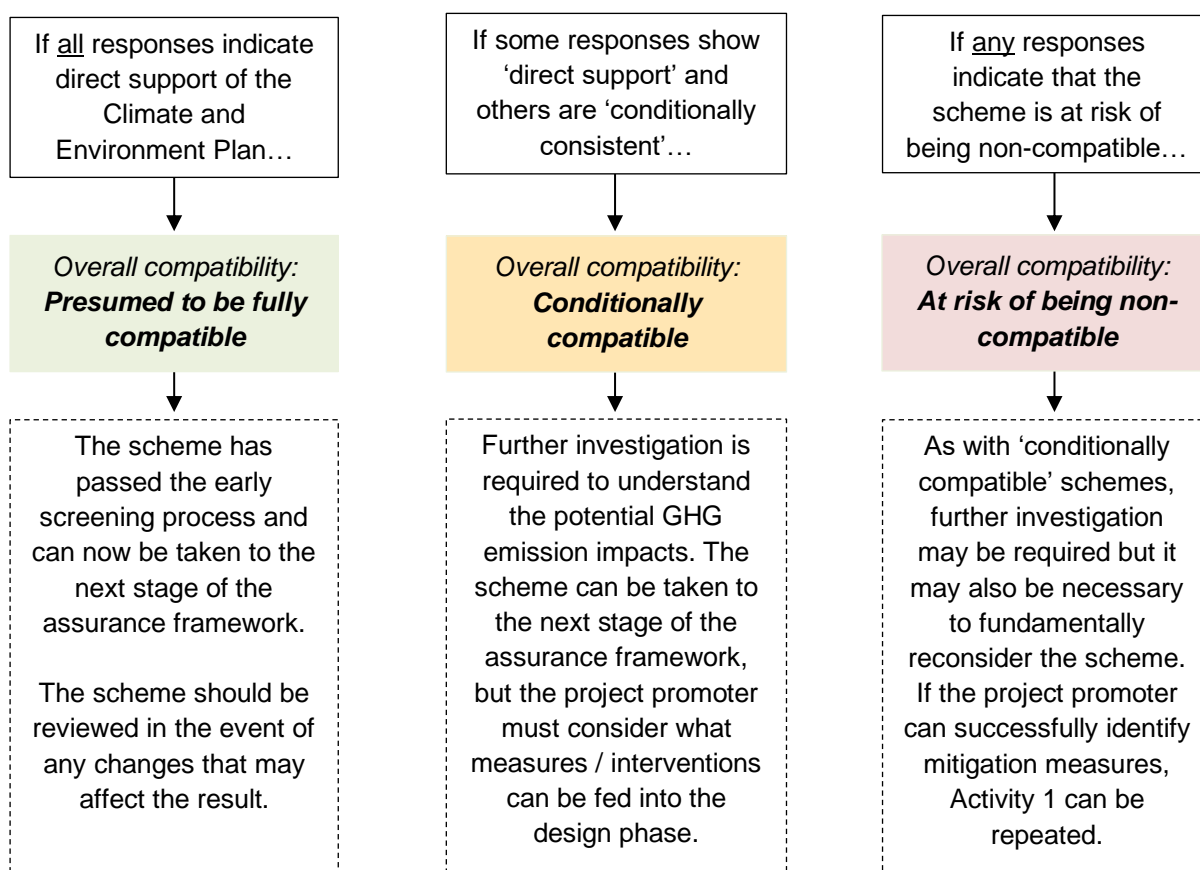 If all responses indicate
direct support of the
Climate and
Environment Plan…
Overall compatibility:
Presumed to be fully
compatible
The scheme has
passed the early
screening process and
can now be taken to the
next stage of the
assurance framework.
The scheme should be
reviewed in the event of
any changes that may
affect the result.
If some responses show
‘direct support’ and
others are ‘conditionally
consistent’…
Overall compatibility:
Conditionally
compatible
Further investigation is
required to understand
the potential GHG
emission impacts. The
scheme can be taken to
the next stage of the
assurance framework,
but the project promoter
must consider what
measures / interventions
can be fed into the
design phase.
If any responses
indicate that the
scheme is at risk of
being non-compatible…
Overall compatibility:
At risk of being non-
compatible
As with ‘conditionally
compatible’ schemes,
further investigation
may be required but it
may also be necessary
to fundamentally
reconsider the scheme.
If the project promoter
can successfully identify
mitigation measures,
Activity 1 can be
repeated.